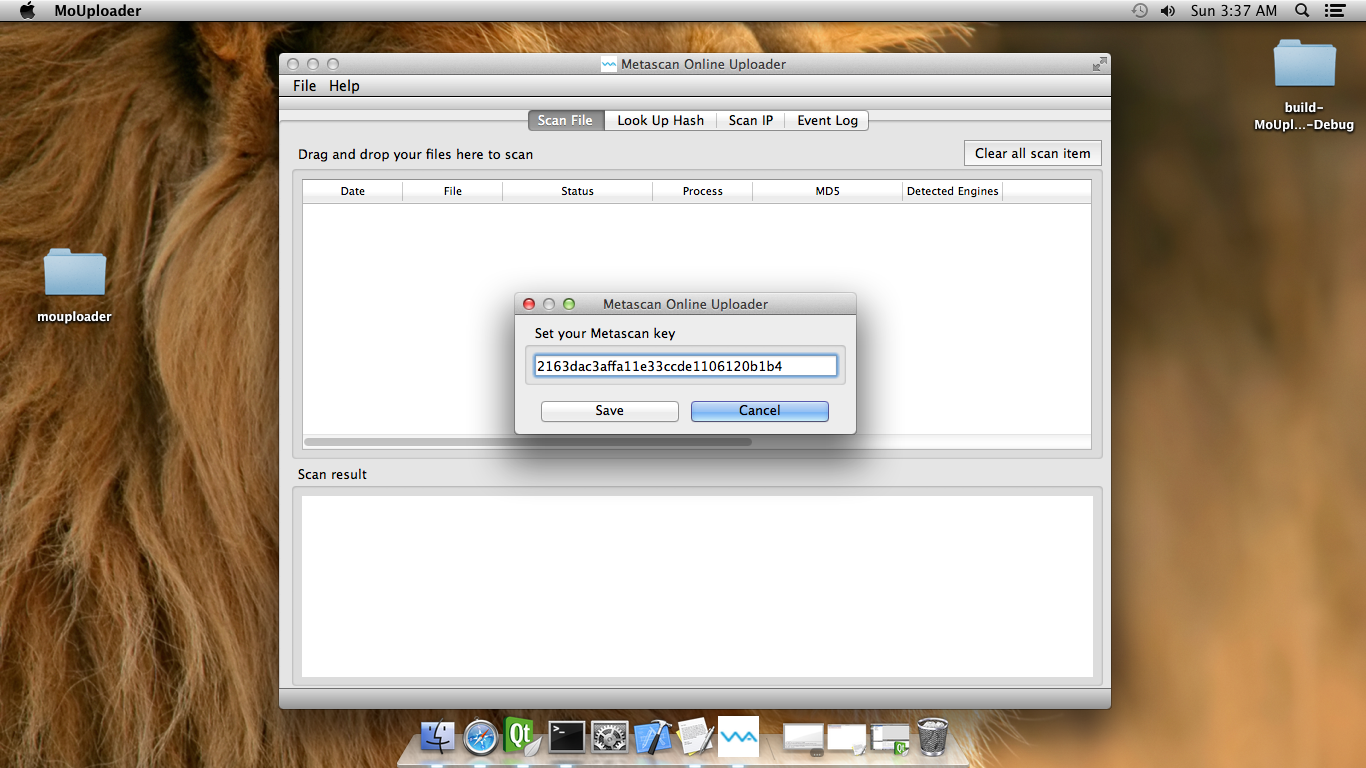 MoUploader
Sun 3:37 AM
Metascan Online Uploader
File Help
Scan File Look Up Hash Scan IP Event Log
Drag and drop your files here to scan
Clear all scan item
Date File Status Process MD5 Detected Engines
Metascan Online Uploader
Set your Metascan key
2163dac3affa11e33ccde1106120b1b4
Save Cancel
Scan result
build-
MoUpl...-Debug
mouploader
Qt